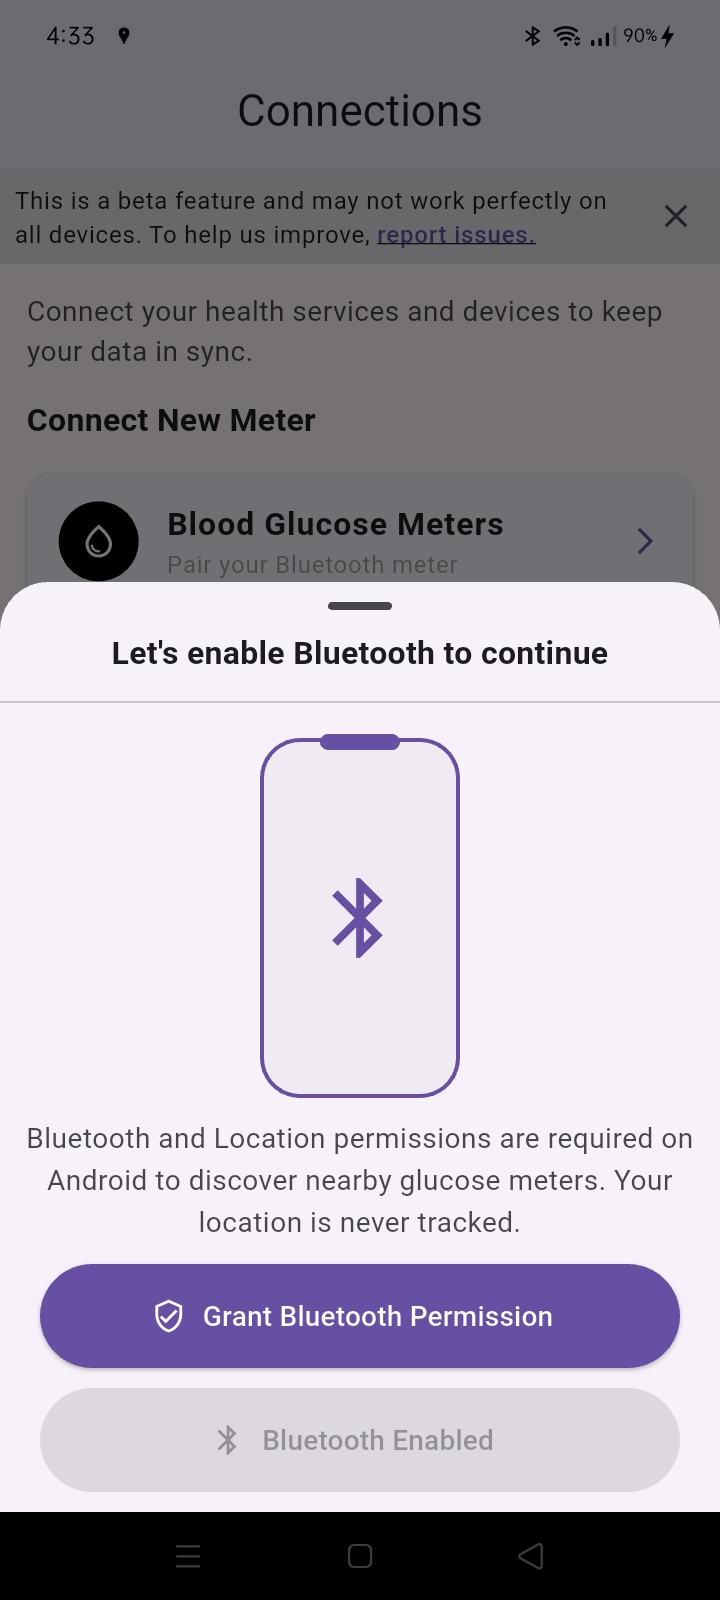 4:33
90%
Connections
This is a beta feature and may not work perfectly on
all devices. To help us improve, report issues.
Connect your health services and devices to keep
your data in sync.
Connect New Meter
Blood Glucose Meters
Pair your Bluetooth meter
Let's enable Bluetooth to continue
Bluetooth and Location permissions are required on
Android to discover nearby glucose meters. Your
location is never tracked.
Grant Bluetooth Permission
Bluetooth Enabled